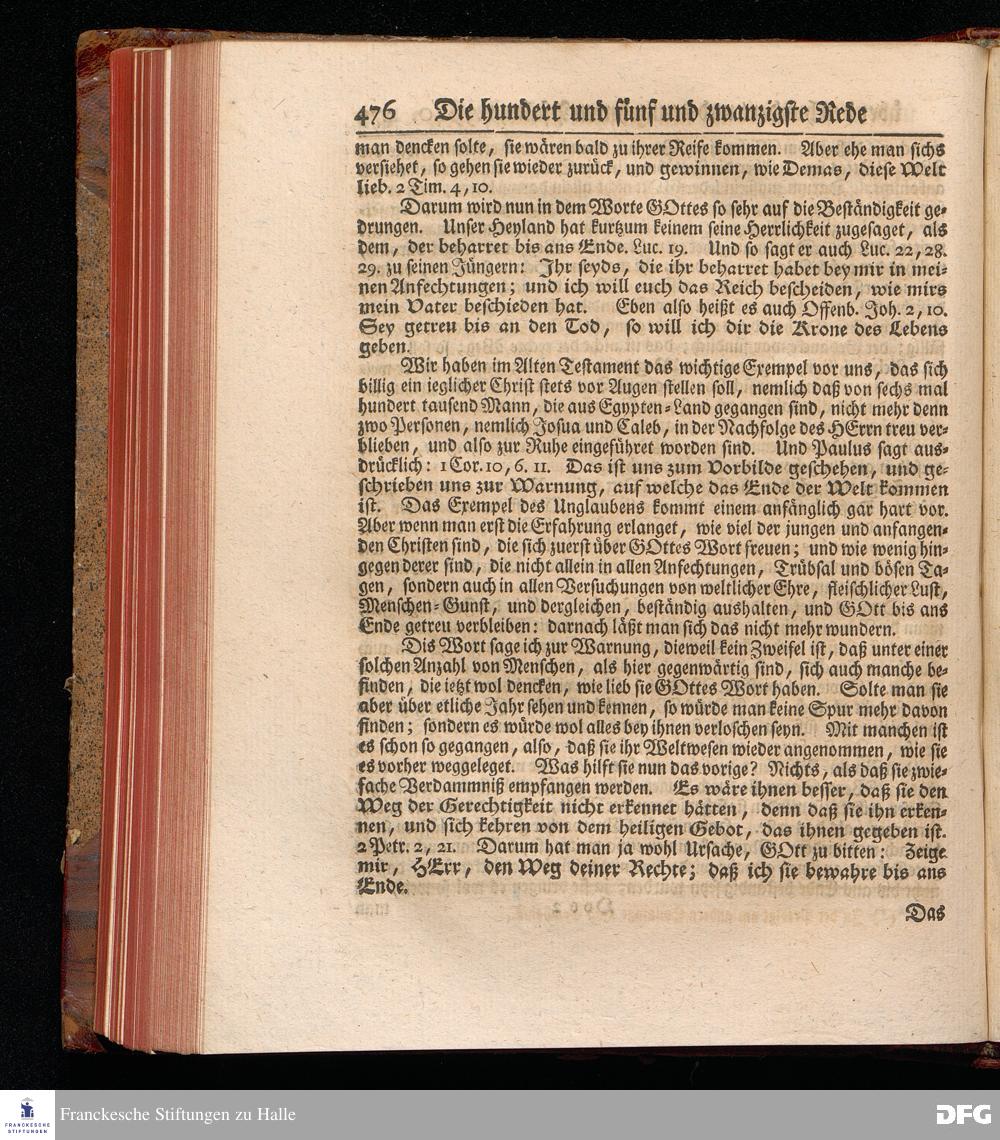 476 Die hundert und fünf und zwanzigste Rede
man dencken solte, sie wären bald zu ihrer Reife kommen. Aber ehe man sichs
versiehet, so gehen sie wieder zurück, und gewinnen, wie Demas, diese Welt
lieb. 2 Tim. 4, 10.
Darum wird nun in dem Worte GOttes so sehr auf die Beständigkeit ge-
drungen. Unser Heyland hat kurtzum keinem seine Herrlichkeit zugesaget, als
dem, der beharret bis ans Ende. Luc. 19. Und so sagt er auch Luc. 22, 28.
29. zu seinen Jüngern: Ihr seyds, die ihr beharret habet bey mir in mei-
nen Anfechtungen; und ich will euch das Reich bescheiden, wie mirs
mein Vater beschieden hat. Eben also heißt es auch Offenb. Joh. 2, 10.
Sey getreu bis an den Tod, so will ich dir die Krone des Lebens
geben.
Wir haben im Alten Testament das wichtige Exempel vor uns, das sich
billig ein ieglicher Christ stets vor Augen stellen soll, nemlich daß von sechs mal
hundert tausend Mann, die aus Egypten-Land gegangen sind, nicht mehr denn
zwo Personen, nemlich Josua und Caleb, in der Nachfolge des HErrn treu ver-
blieben, und also zur Ruhe eingeführet worden sind. Und Paulus sagt aus-
drücklich: 1 Cor. 10, 6. 11. Das ist uns zum Vorbilde geschehen, und ge-
schrieben uns zur Warnung, auf welche das Ende der Welt kommen
ist. Das Exempel des Unglaubens kommt einem anfänglich gar hart vor.
Aber wenn man erst die Erfahrung erlanget, wie viel der jungen und anfangen-
den Christen sind, die sich zuerst über GOttes Wort freuen; und wie wenig hin-
gegen derer sind, die nicht allein in allen Anfechtungen, Trübsal und bösen Ta-
gen, sondern auch in allen Versuchungen von weltlicher Ehre, fleischlicher Lust,
Menschen-Gunst, und dergleichen, beständig aushalten, und GOtt bis ans
Ende getreu verbleiben: darnach läßt man sich das nicht mehr wundern.
Dis Wort sage ich zur Warnung, dieweil kein Zweifel ist, daß unter einer
solchen Anzahl von Menschen, als hier gegenwärtig sind, sich auch manche be-
finden, die ietzt wol dencken, wie lieb sie GOttes Wort haben. Solte man sie
aber über etliche Jahr sehen und kennen, so würde man keine Spur mehr davon
finden; sondern es würde wol alles bey ihnen verloschen seyn. Mit manchen ist
es schon so gegangen, also, daß sie ihr Weltwesen wieder angenommen, wie sie
es vorher weggeleget. Was hilft sie nun das vorige? Nichts, als daß sie zwie-
fache Verdammniß empfangen werden. Es wäre ihnen besser, daß sie den
Weg der Gerechtigkeit nicht erkennet hätten, denn daß sie ihn erken-
nen, und sich kehren von dem heiligen Gebot, das ihnen gegeben ist.
2 Petr. 2, 21. Darum hat man ja wohl Ursache, GOtt zu bitten: Zeige
mir, HErr, den Weg deiner Rechte; daß ich sie bewahre bis ans
Ende.
Das
FRANCKESCHE
STIFTUNGEN
Franckesche Stiftungen zu Halle
DFG